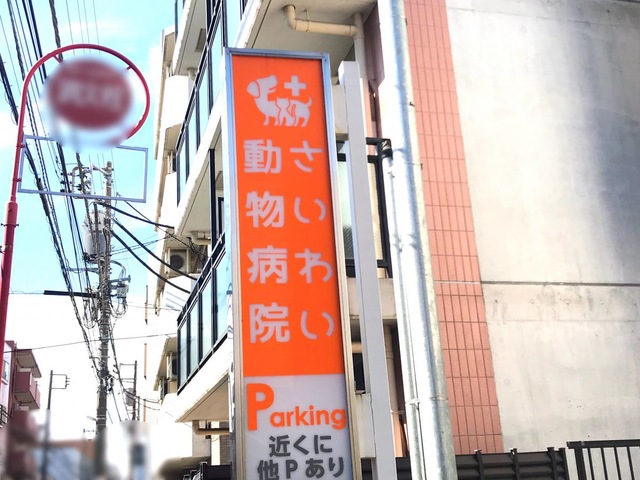 さいわい
動物病院
Parking
近くに
他Pあり